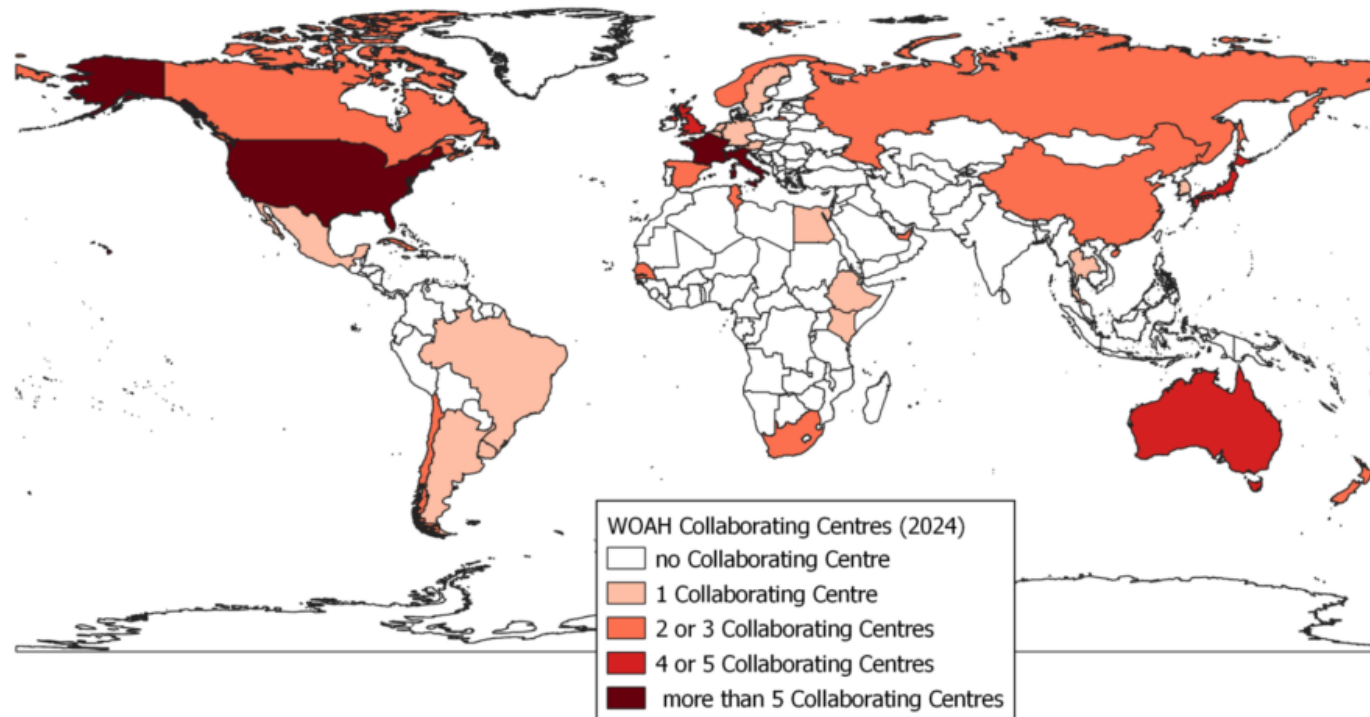 WOAH Collaborating Centres (2024)
no Collaborating Centre
1 Collaborating Centre
2 or 3 Collaborating Centres
4 or 5 Collaborating Centres
more than 5 Collaborating Centres